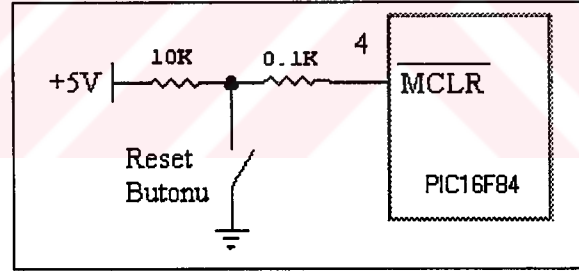 10K
0.1K
4
+5V
MCLR
Reset
Butonu
PIC16F84